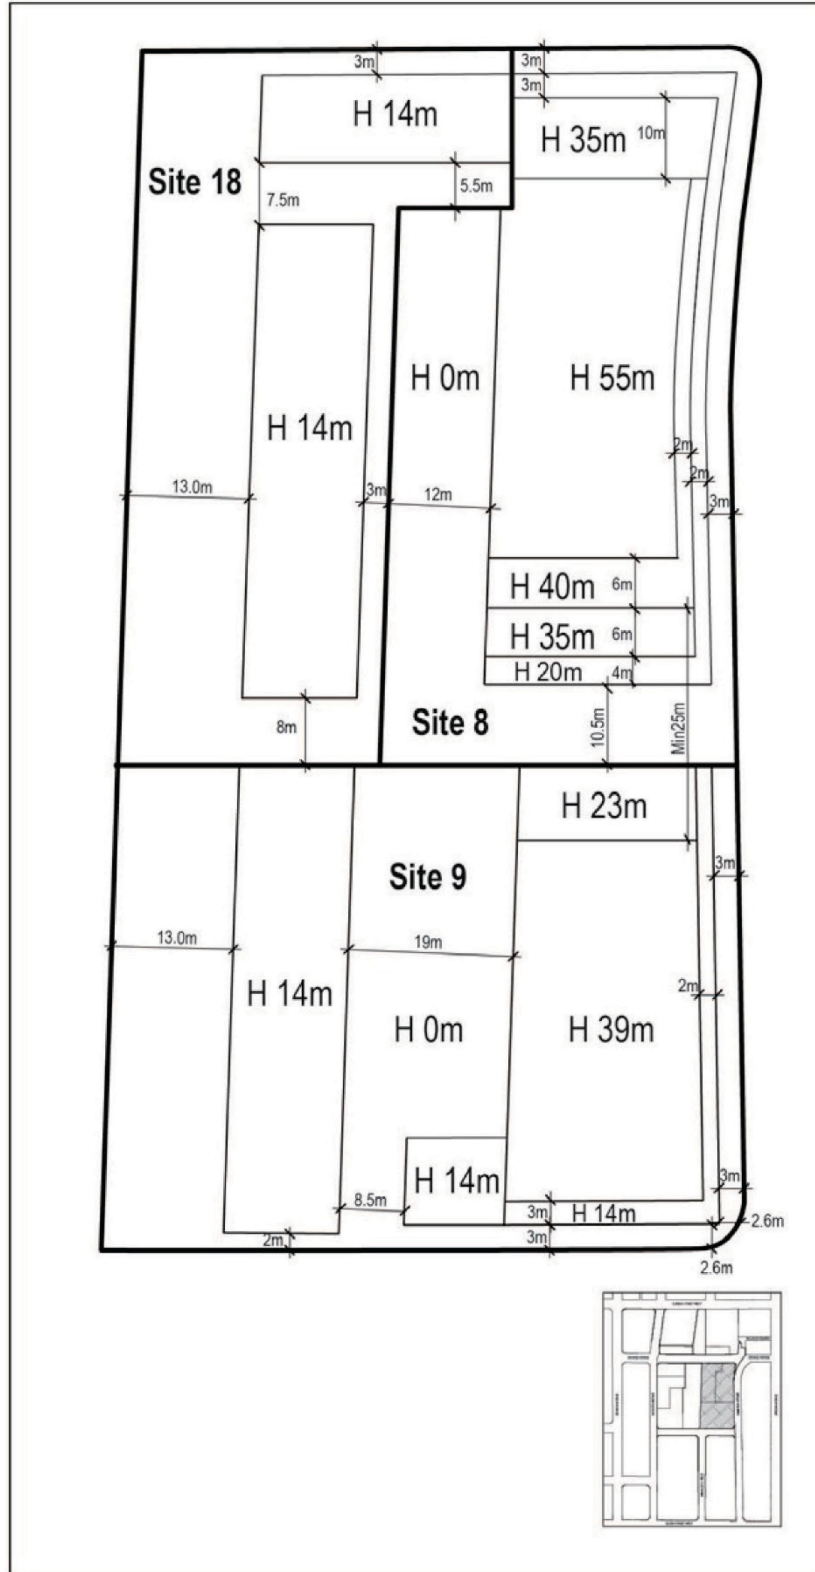 3m
3m
3m
H 14m
H 35m
10m
Site 18
7.5m
5.5m
H 0m
H 55m
H 14m
2m
2m
13.0m
3m
12m
3m
H 40m
6m
H 35m
6m
H 20m
4m
8m
Site 8
10.5m
Min25m
H 23m
Site 9
3m
13.0m
19m
2m
H 14m
H 0m
H 39m
H 14m
3m
8.5m
3m
H 14m
2.6m
2m
3m
2.6m